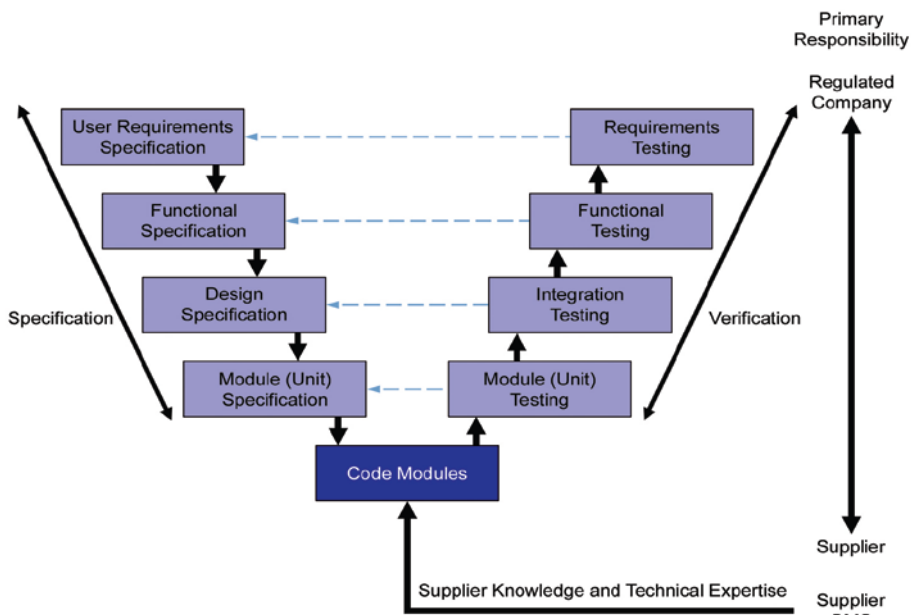 Primary
Responsibility
Regulated
Company
User Requirements
Specification
Requirements
Testing
Functional
Specification
Functional
Testing
Design
Specification
Integration
Testing
Specification
Verification
Module (Unit)
Specification
Module (Unit)
Testing
Code Modules
Supplier
Supplier Knowledge and Technical Expertise
Supplier